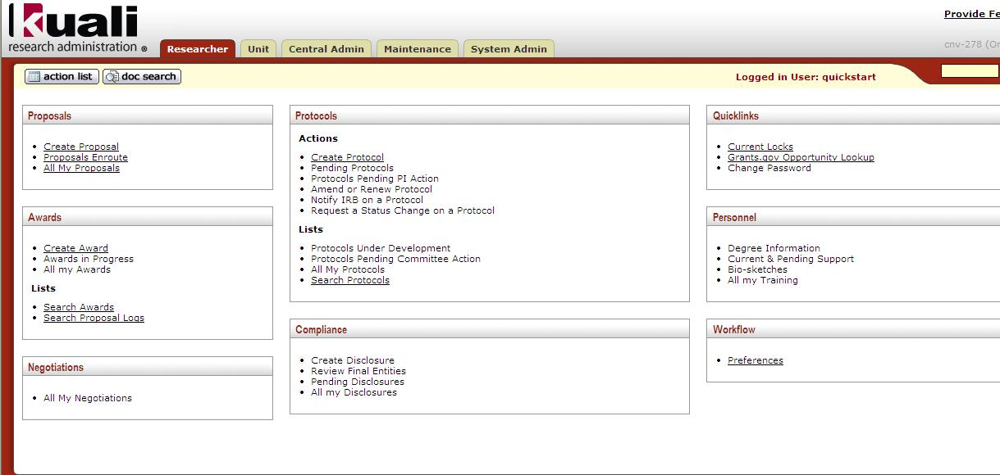 kuali
research administration ®
Researcher
Unit
Central Admin
Maintenance
System Admin
Provide Fe
cnv-278 (Or
action list
doc search
Logged in User: quickstart
Proposals
Create Proposal
Proposals Enroute
All My Proposals
Awards
Create Award
Awards in Progress
All my Awards
Lists
Search Awards
Search Proposal Logs
Negotiations
All My Negotiations
Protocols
Actions
Create Protocol
Pending Protocols
Protocols Pending PI Action
Amend or Renew Protocol
Notify IRB on a Protocol
Request a Status Change on a Protocol
Lists
Protocols Under Development
Protocols Pending Committee Action
All My Protocols
Search Protocols
Compliance
Create Disclosure
Review Final Entities
Pending Disclosures
All my Disclosures
Quicklinks
Current Locks
Grants.gov Opportunity Lookup
Change Password
Personnel
Degree Information
Current & Pending Support
Bio-sketches
All my Training
Workflow
Preferences